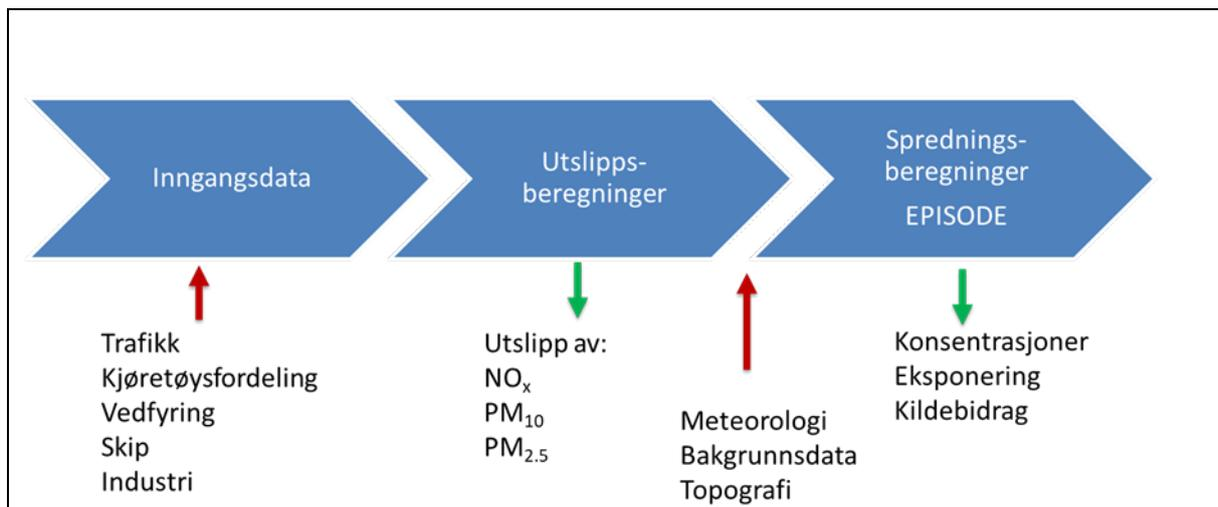 Inngangsdata
Utslipps-
beregninger
Sprednings-
beregninger
EPISODE
Trafikk
Kjøretøysfordeling
Vedfyring
Skip
Industri
Utslipp av:
NOx
PM10
PM2.5
Meteorologi
Bakgrunnsdata
Topografi
Konsentrasjoner
Eksponering
Kildebidrag